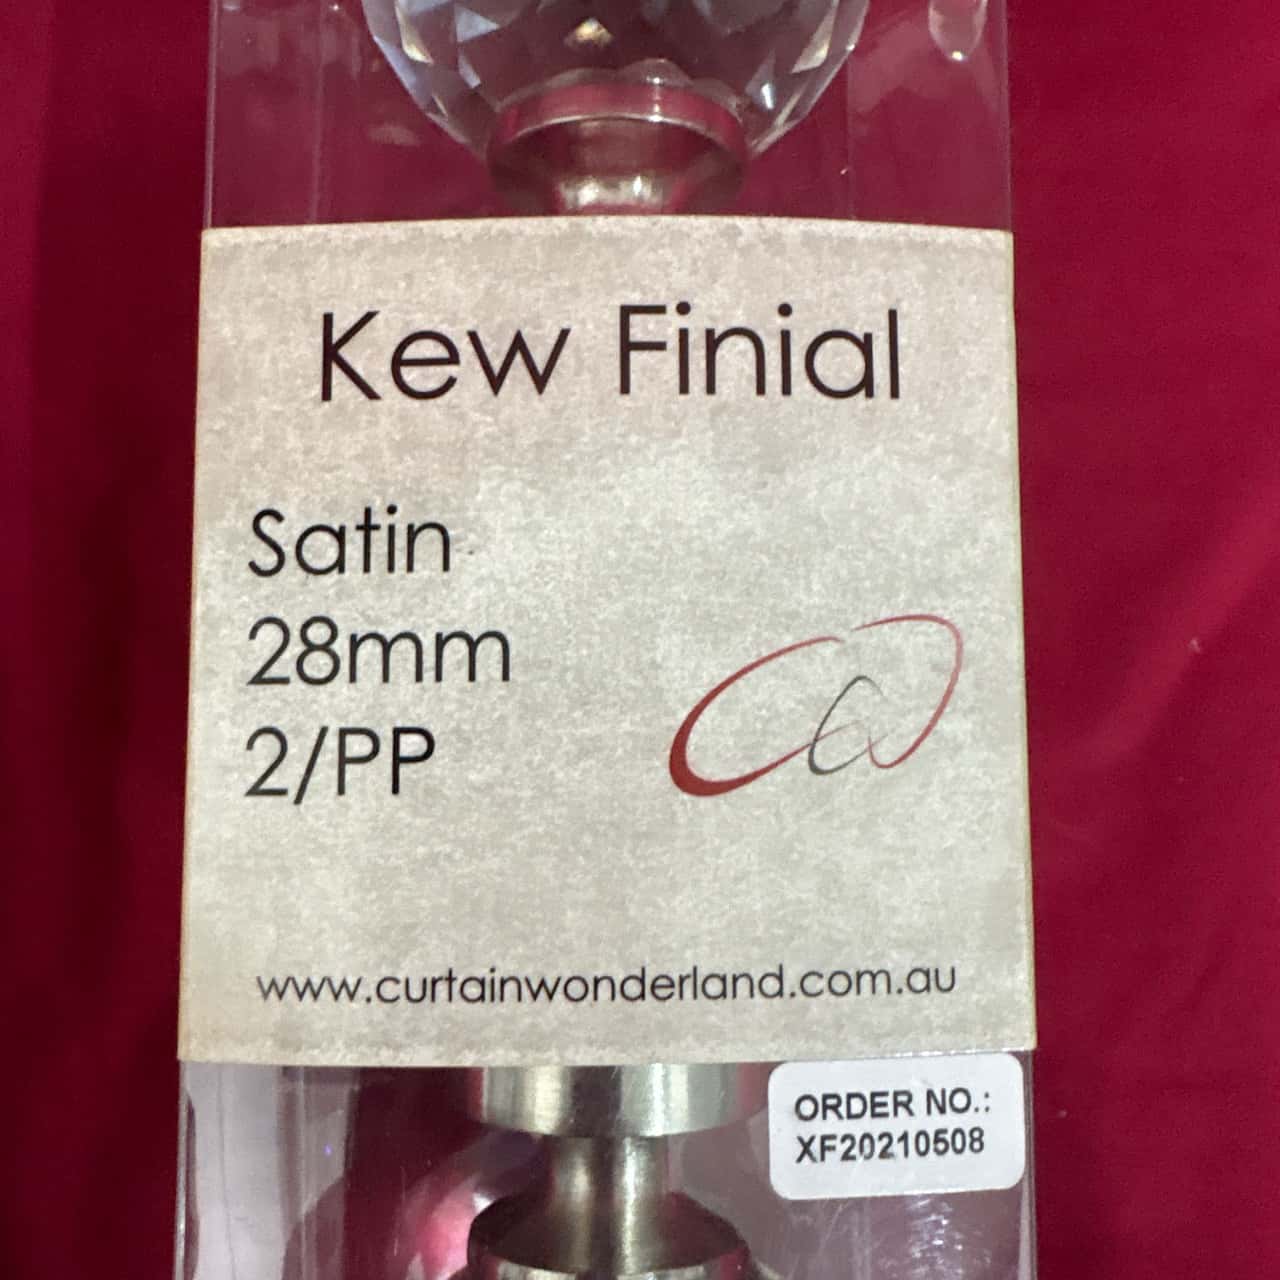 Kew Finial
Satin
28mm
2/PP
www.curtainwonderland.com.au
ORDER NO.:
XF20210508